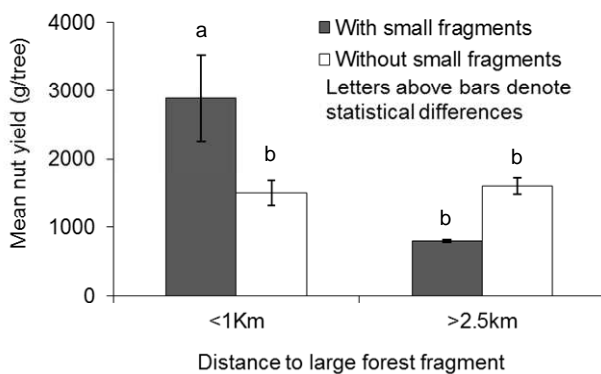 4000
3000
2000
1000
0
Mean nut yield (g/tree)
a
b
b
b
With small fragments
Without small fragments
Letters above bars denote
statistical differences
<1Km
>2.5km
Distance to large forest fragment